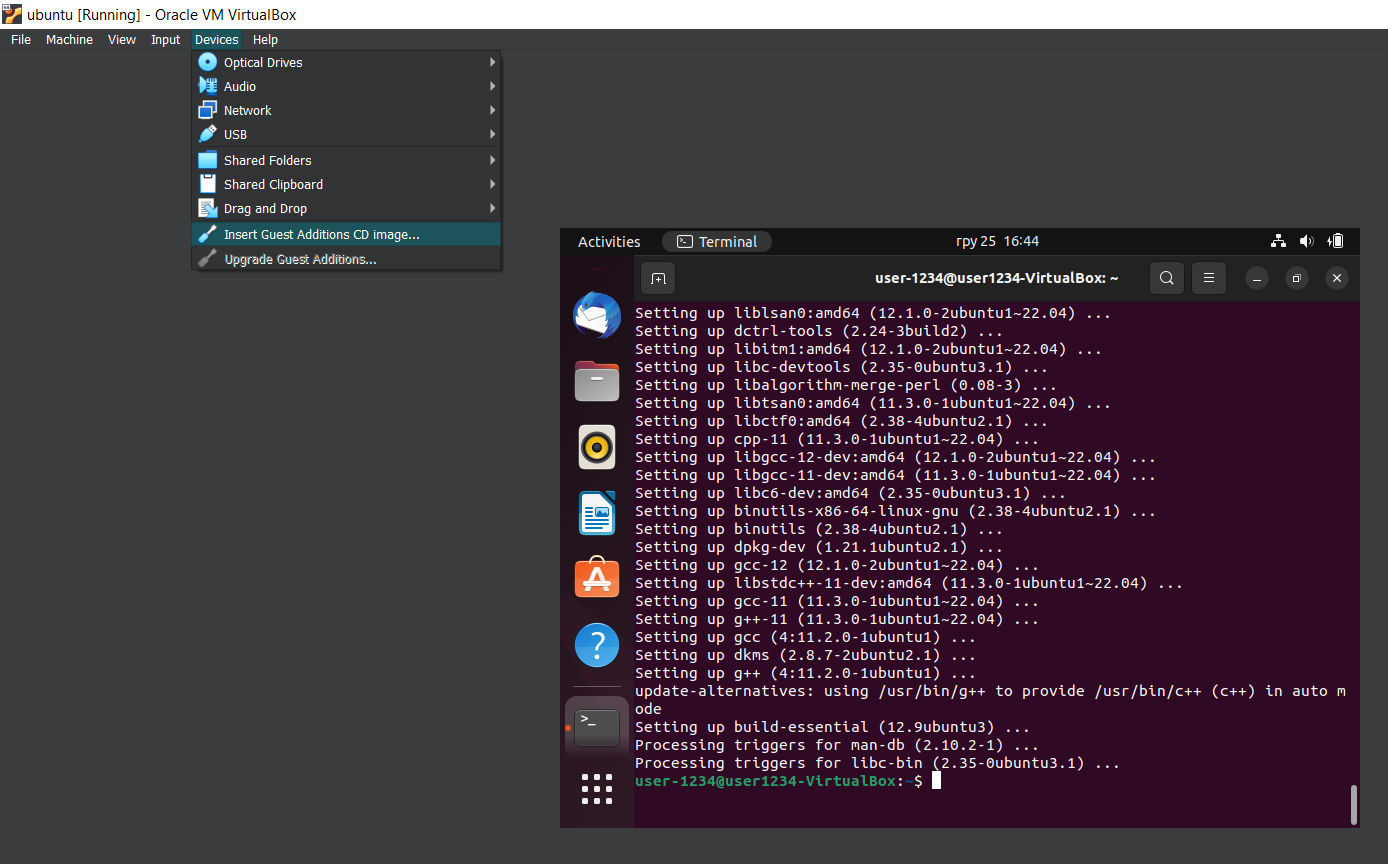 ubuntu [Running] - Oracle VM VirtualBox
File Machine View Input Devices Help
Optical Drives
Audio
Network
USB
Shared Folders
Shared Clipboard
Drag and Drop
Insert Guest Additions CD image...
Upgrade Guest Additions...
Activities Terminal гру 25 16:44
user-1234@user1234-VirtualBox: ~
Setting up liblsan0:amd64 (12.1.0-2ubuntu1~22.04) ...
Setting up dctrl-tools (2.24-3build2) ...
Setting up libitm1:amd64 (12.1.0-2ubuntu1~22.04) ...
Setting up libc-devtools (2.35-0ubuntu3.1) ...
Setting up libalgorithm-merge-perl (0.08-3) ...
Setting up libtsan0:amd64 (11.3.0-1ubuntu1~22.04) ...
Setting up libctf0:amd64 (2.38-4ubuntu2.1) ...
Setting up cpp-11 (11.3.0-1ubuntu1~22.04) ...
Setting up libgcc-12-dev:amd64 (12.1.0-2ubuntu1~22.04) ...
Setting up libgcc-11-dev:amd64 (11.3.0-1ubuntu1~22.04) ...
Setting up libc6-dev:amd64 (2.35-0ubuntu3.1) ...
Setting up binutils-x86-64-linux-gnu (2.38-4ubuntu2.1) ...
Setting up binutils (2.38-4ubuntu2.1) ...
Setting up dpkg-dev (1.21.1ubuntu2.1) ...
Setting up gcc-12 (12.1.0-2ubuntu1~22.04) ...
Setting up libstdc++-11-dev:amd64 (11.3.0-1ubuntu1~22.04) ...
Setting up gcc-11 (11.3.0-1ubuntu1~22.04) ...
Setting up g++-11 (11.3.0-1ubuntu1~22.04) ...
Setting up gcc (4:11.2.0-1ubuntu1) ...
Setting up dkms (2.8.7-2ubuntu2.1) ...
Setting up g++ (4:11.2.0-1ubuntu1) ...
update-alternatives: using /usr/bin/g++ to provide /usr/bin/c++ (c++) in auto m
ode
Setting up build-essential (12.9ubuntu3) ...
Processing triggers for man-db (2.10.2-1) ...
Processing triggers for libc-bin (2.35-0ubuntu3.1) ...
user-1234@user1234-VirtualBox:~$